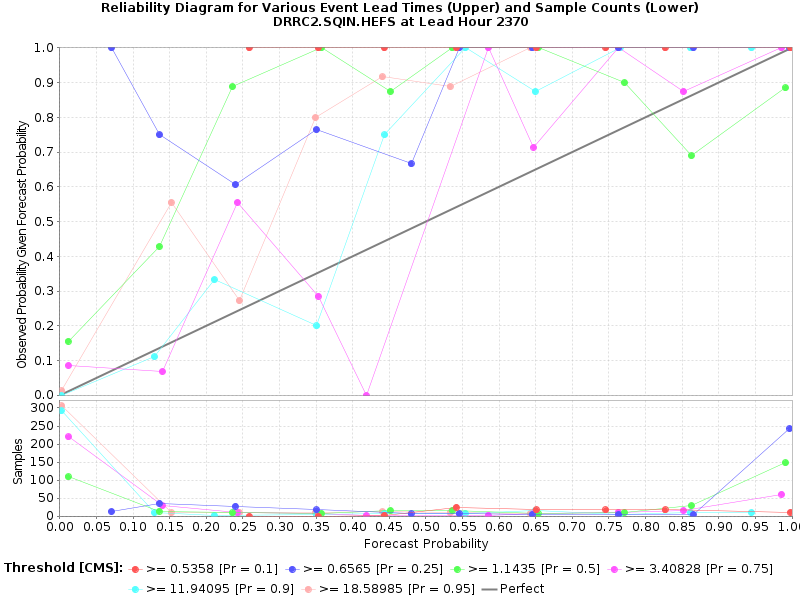 Reliability Diagram for Various Event Lead Times (Upper) and Sample Counts (Lower)
DRRC2.SQIN.HEFS at Lead Hour 2370
Observed Probability Given Forecast Probability
1.0
0.9
0.8
0.7
0.6
0.5
0.4
0.3
0.2
0.1
0.0
Samples
300
250
200
150
100
50
0
0.00 0.05 0.10 0.15 0.20 0.25 0.30 0.35 0.40 0.45 0.50 0.55 0.60 0.65 0.70 0.75 0.80 0.85 0.90 0.95 1.0
Forecast Probability
Threshold [CMS]: >= 0.5358 [Pr = 0.1] >= 0.6565 [Pr = 0.25] >= 1.1435 [Pr = 0.5] >= 3.40828 [Pr = 0.75]
>= 11.94095 [Pr = 0.9] >= 18.58985 [Pr = 0.95] Perfect